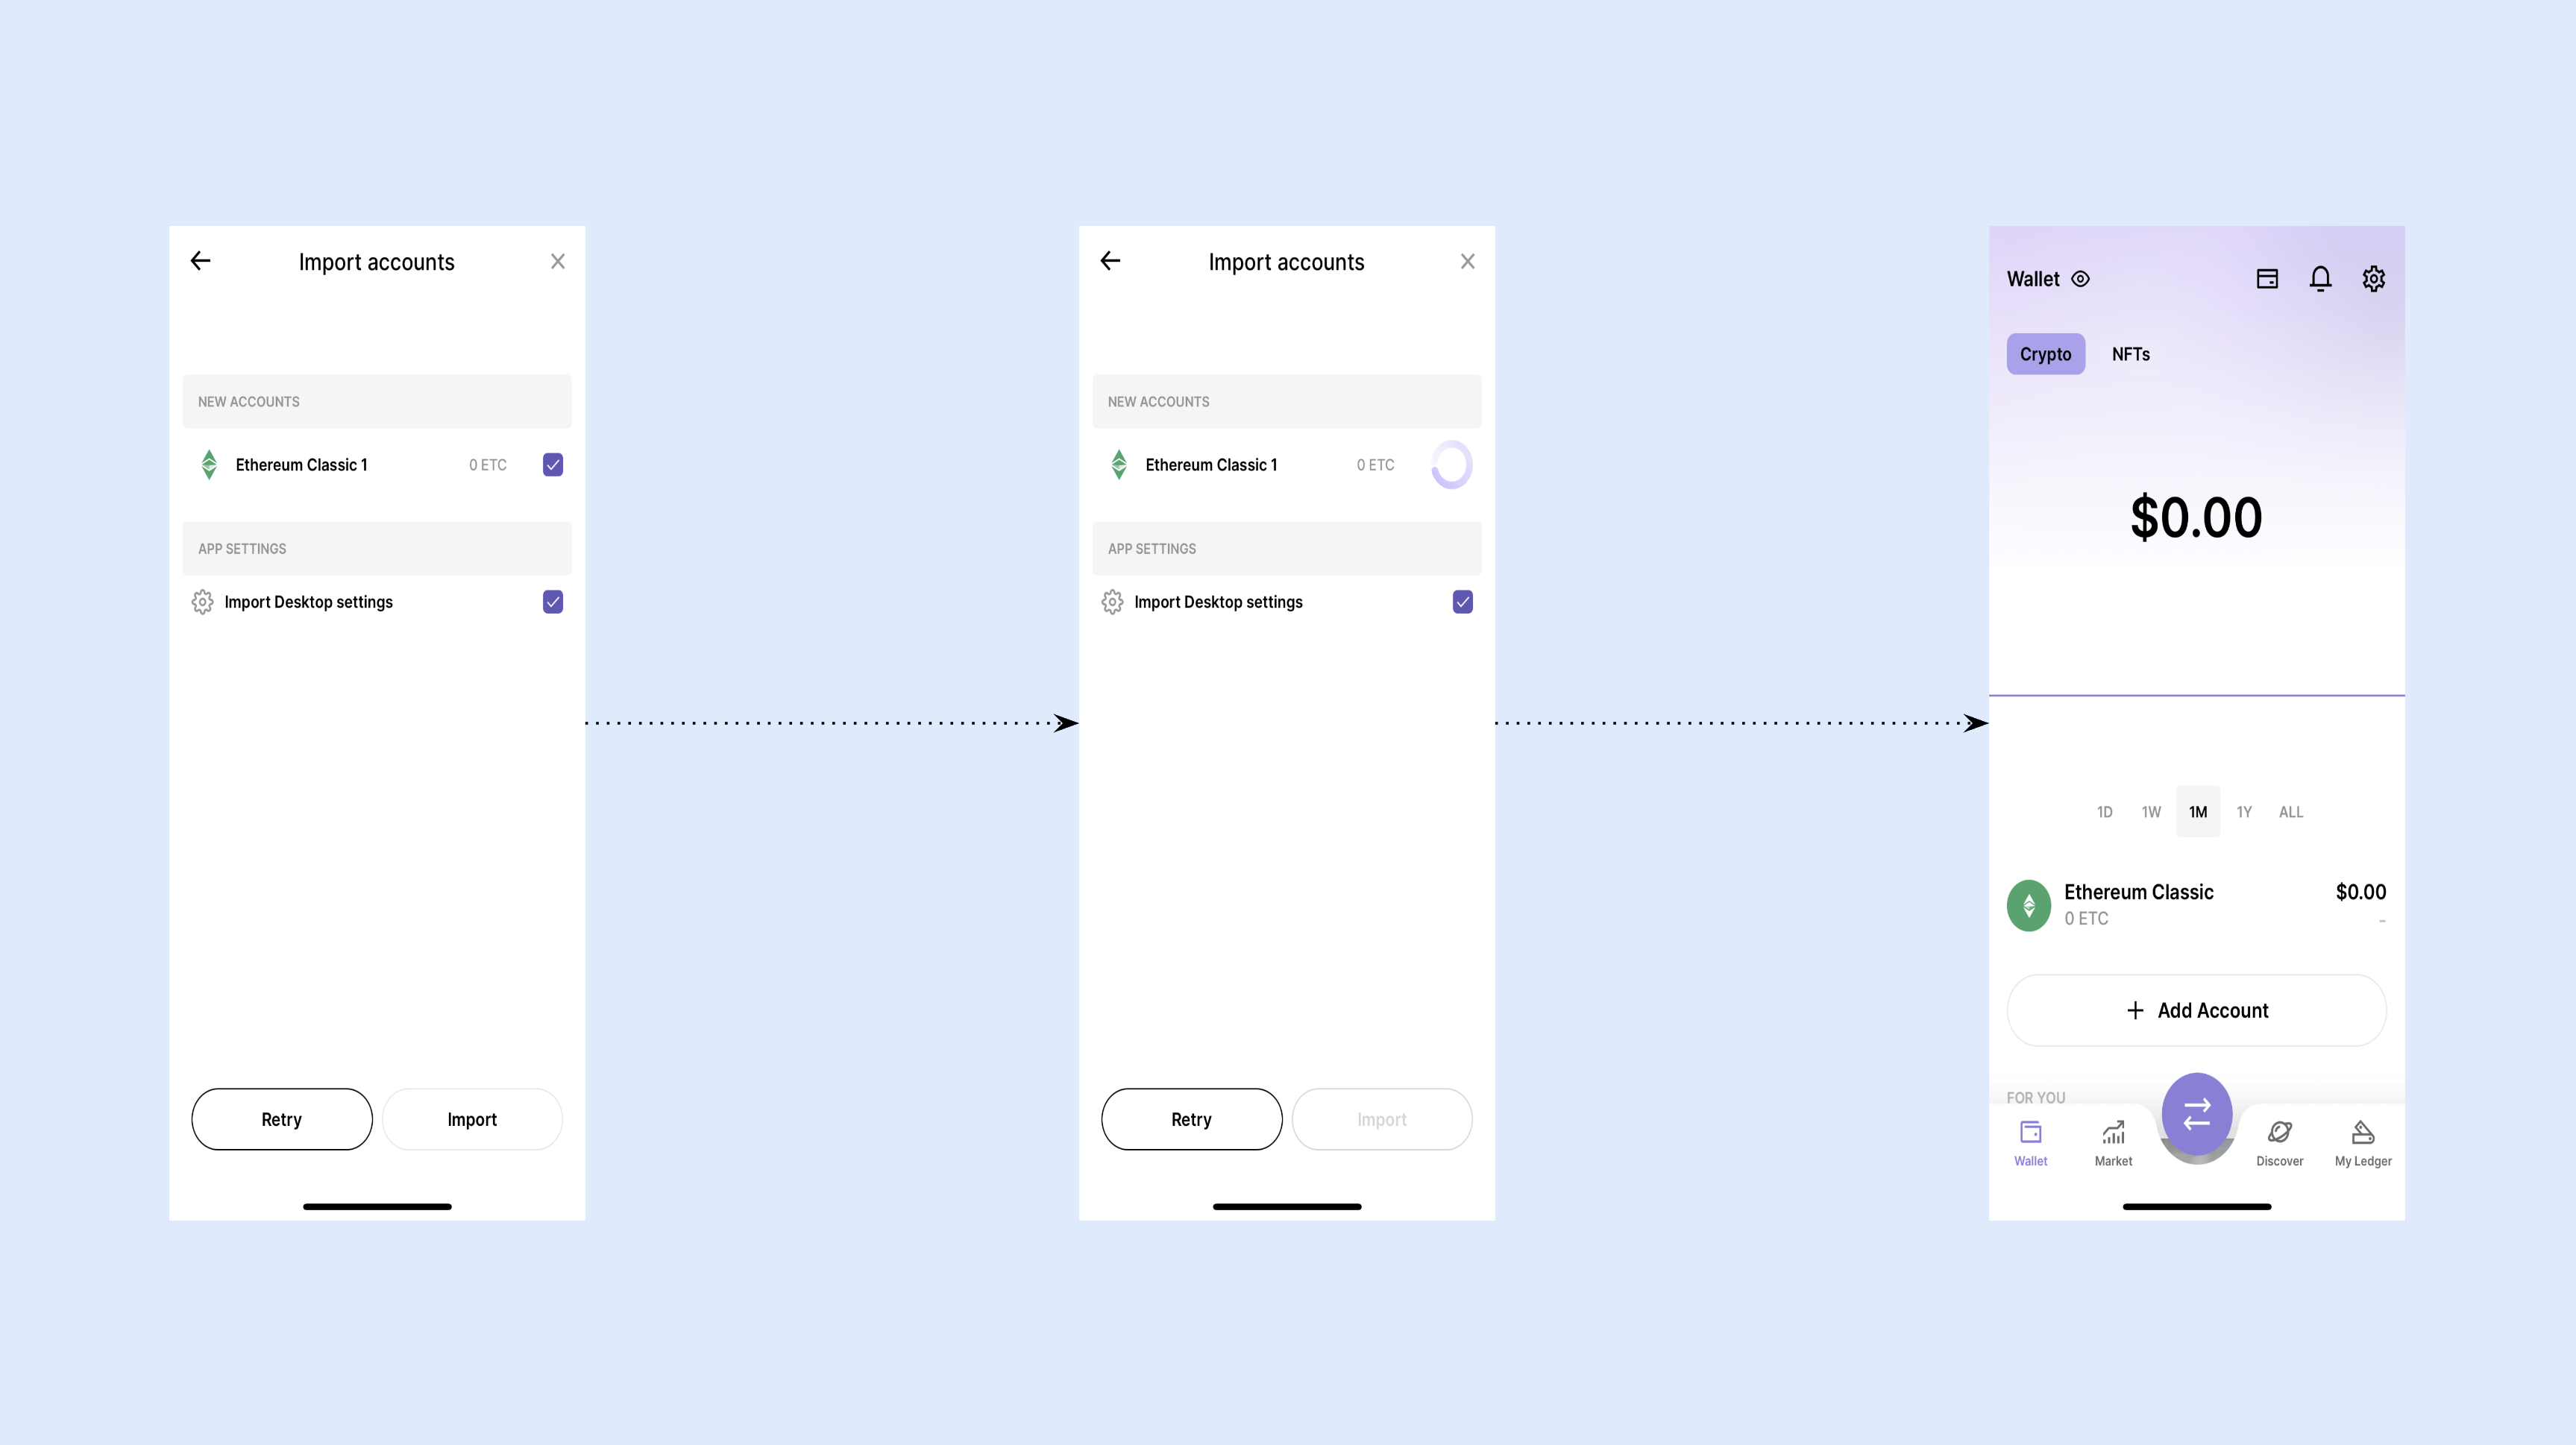 Import accounts
NEW ACCOUNTS
Ethereum Classic 1 0 ETC
APP SETTINGS
Import Desktop settings
Retry Import
Import accounts
NEW ACCOUNTS
Ethereum Classic 1 0 ETC
APP SETTINGS
Import Desktop settings
Retry Import
Wallet
Crypto NFTs
$0.00
1D 1W 1M 1Y ALL
Ethereum Classic $0.00
0 ETC –
+ Add Account
FOR YOU
Wallet Market Discover My Ledger